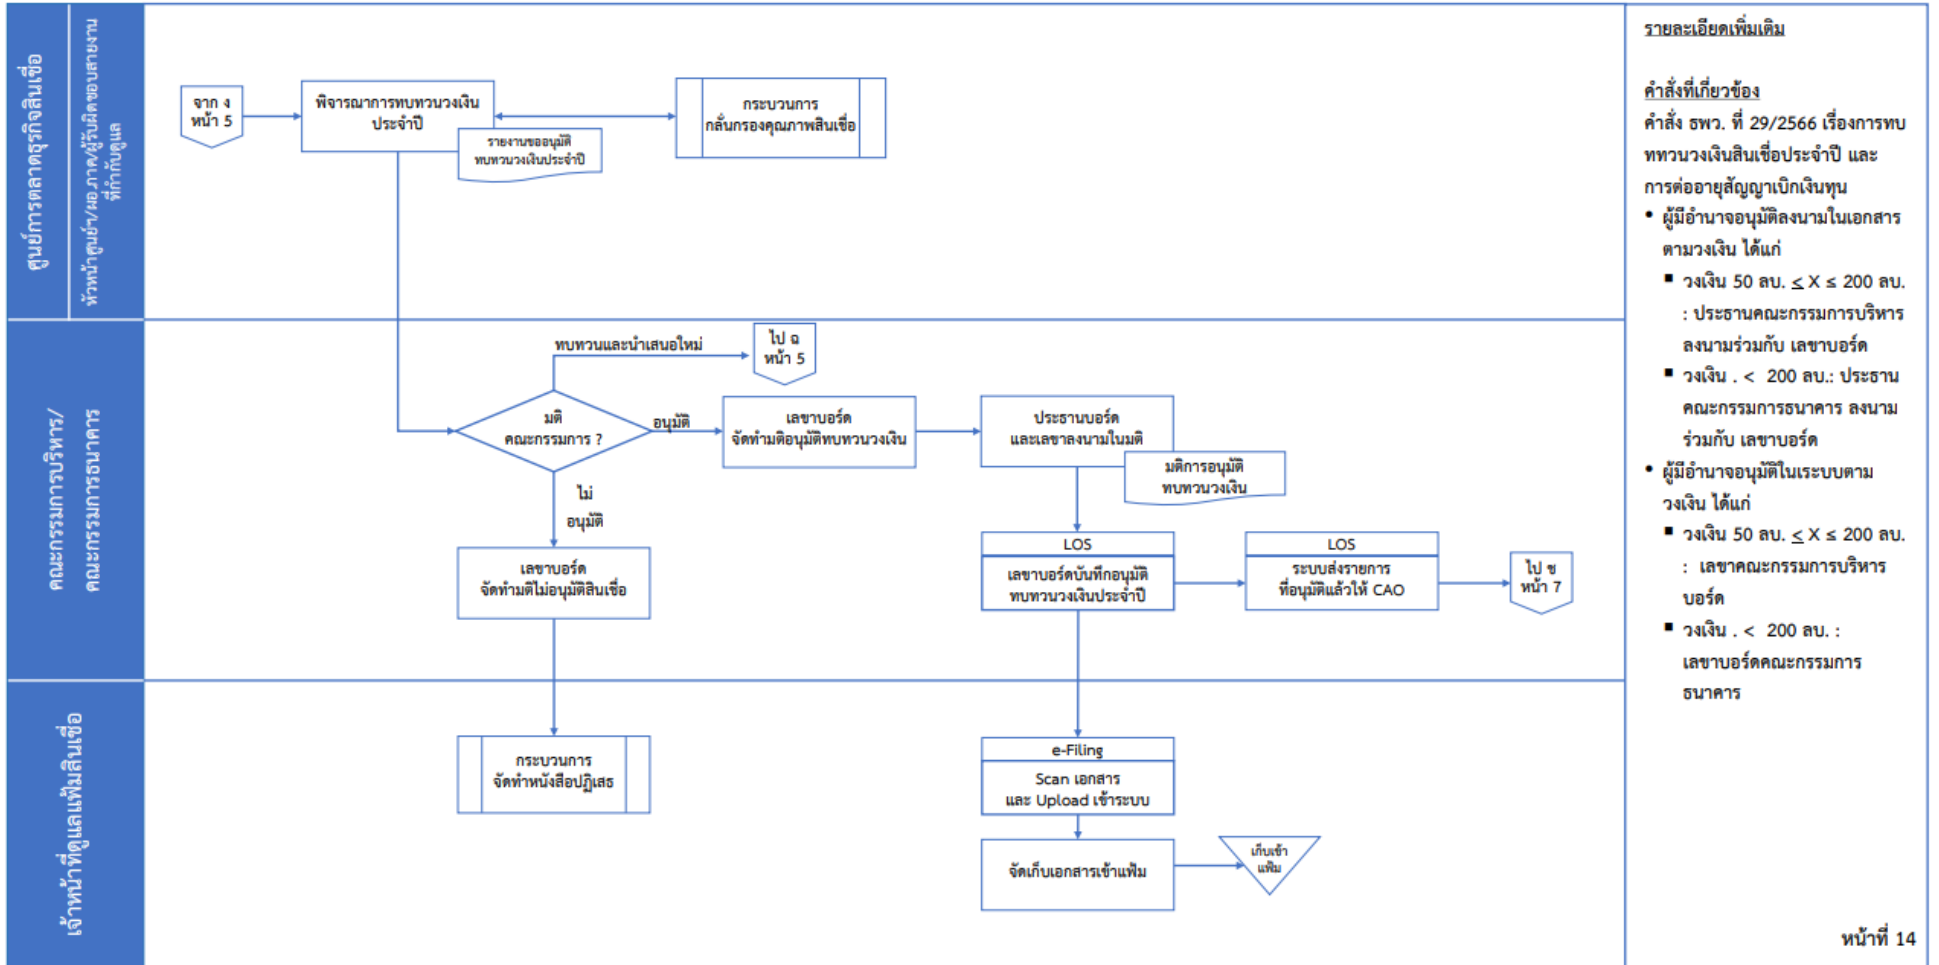 ศูนย์การตลาดธุรกิจสินเชื่อ
หัวหน้าศูนย์ฯ/ผอ.ภาค/ผู้รับผิดชอบสายงาน
ที่กำกับดูแล
จาก ง
หน้า 5
พิจารณาการทบทวนวงเงิน
ประจำปี
รายงานขออนุมัติ
ทบทวนวงเงินประจำปี
กระบวนการ
กลั่นกรองคุณภาพสินเชื่อ
คณะกรรมการบริหาร/
คณะกรรมการธนาคาร
ทบทวนและนำเสนอใหม่
ไป ฉ
หน้า 5
มติ
คณะกรรมการ ?
อนุมัติ
เลขาบอร์ด
จัดทำมติอนุมัติทบทวนวงเงิน
ประธานบอร์ด
และเลขาลงนามในมติ
มติการอนุมัติ
ทบทวนวงเงิน
ไม่
อนุมัติ
เลขาบอร์ด
จัดทำมติไม่อนุมัติสินเชื่อ
LOS
เลขาบอร์ดบันทึกอนุมัติ
ทบทวนวงเงินประจำปี
LOS
ระบบส่งรายการ
ที่อนุมัติแล้วให้ CAO
ไป ช
หน้า 7
เจ้าหน้าที่ดูแลแฟ้มสินเชื่อ
กระบวนการ
จัดทำหนังสือปฏิเสธ
e-Filing
Scan เอกสาร
และ Upload เข้าระบบ
จัดเก็บเอกสารเข้าแฟ้ม
เก็บเข้า
แฟ้ม
รายละเอียดเพิ่มเติม
คำสั่งที่เกี่ยวข้อง
คำสั่ง ธพว. ที่ 29/2566 เรื่องการทบ
ททวนวงเงินสินเชื่อประจำปี และ
การต่ออายุสัญญาเบิกเงินทุน
• ผู้มีอำนาจอนุมัติลงนามในเอกสาร
ตามวงเงิน ได้แก่
▪ วงเงิน 50 ลบ. < X ≤ 200 ลบ.
: ประธานคณะกรรมการบริหาร
ลงนามร่วมกับ เลขาบอร์ด
▪ วงเงิน . < 200 ลบ.: ประธาน
คณะกรรมการธนาคาร ลงนาม
ร่วมกับ เลขาบอร์ด
• ผู้มีอำนาจอนุมัติในเระบบตาม
วงเงิน ได้แก่
▪ วงเงิน 50 ลบ. < X ≤ 200 ลบ.
: เลขาคณะกรรมการบริหาร
บอร์ด
▪ วงเงิน . < 200 ลบ. :
เลขาบอร์ดคณะกรรมการ
ธนาคาร
หน้าที่ 14